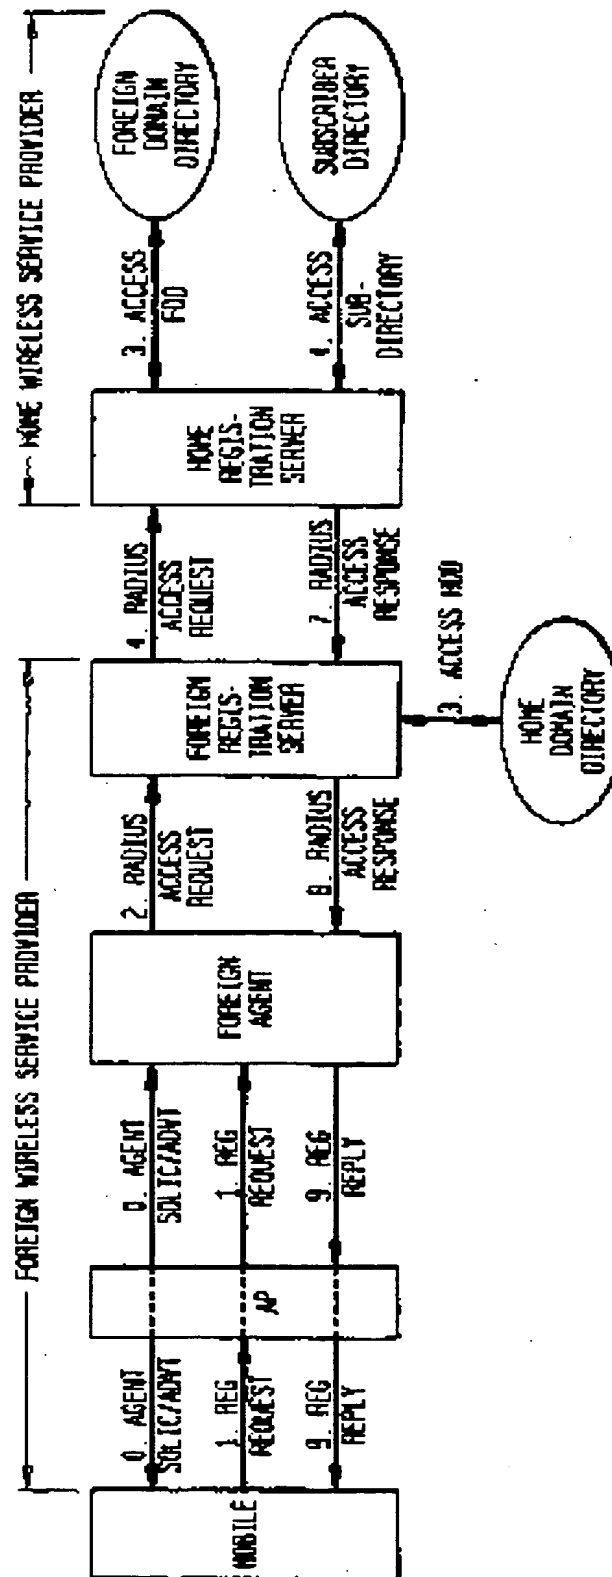 FOREIGN WIRELESS SERVICE PROVIDER
HOME WIRELESS SERVICE PROVIDER
MOBILE
0. AGENT
SOLIC/ADVT
1. REG
REQUEST
9. REG
REPLY
AP
0. AGENT
SOLIC/ADVT
1. REG
REQUEST
9. REG
REPLY
FOREIGN
AGENT
2. RADIUS
ACCESS
REQUEST
8. RADIUS
ACCESS
RESPONSE
FOREIGN
REGIS-
TRATION
SERVER
3. ACCESS HDD
HOME
DOMAIN
DIRECTORY
4. RADIUS
ACCESS
REQUEST
7. RADIUS
ACCESS
RESPONSE
HOME
REGIS-
TRATION
SERVER
3. ACCESS
FDD
4. ACCESS
SUB-
DIRECTORY
FOREIGN
DOMAIN
DIRECTORY
SUBSCRIBER
DIRECTORY